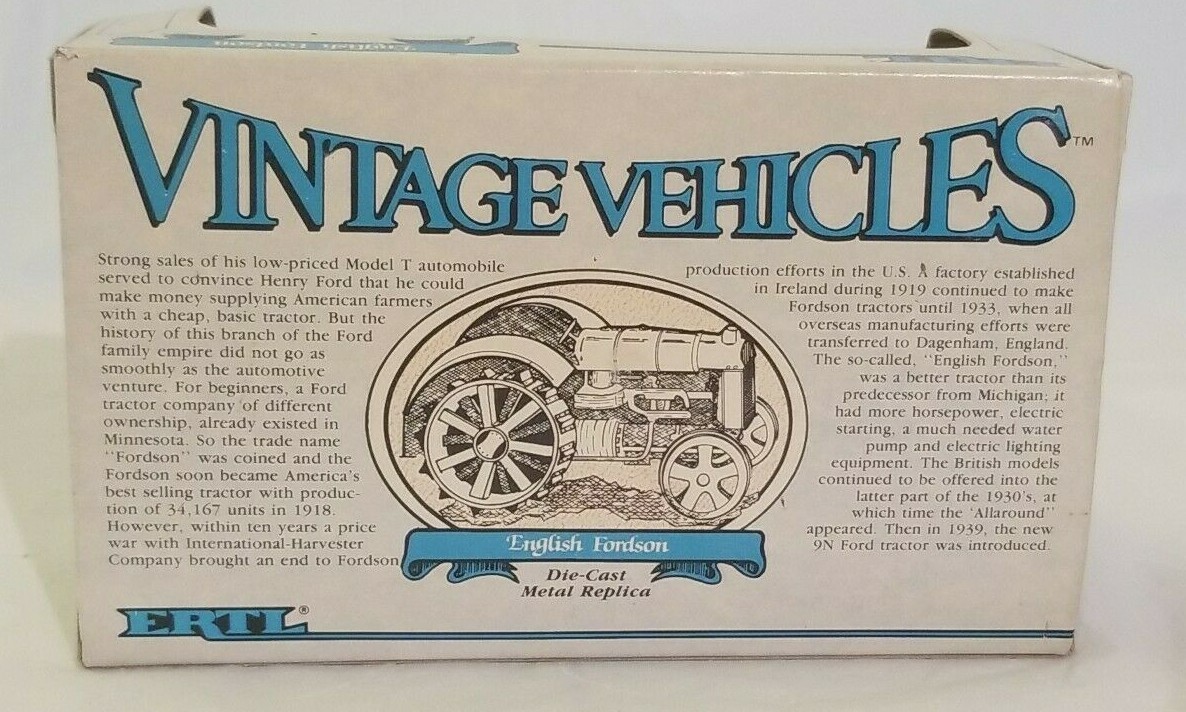 English Fordson
VINTAGE VEHICLES™
Strong sales of his low-priced Model T automobile
served to convince Henry Ford that he could
make money supplying American farmers
with a cheap, basic tractor. But the
history of this branch of the Ford
family empire did not go as
smoothly as the automotive
venture. For beginners, a Ford
tractor company of different
ownership, already existed in
Minnesota. So the trade name
"Fordson" was coined and the
Fordson soon became America's
best selling tractor with produc-
tion of 34,167 units in 1918.
However, within ten years a price
war with International-Harvester
Company brought an end to Fordson
production efforts in the U.S. A factory established
in Ireland during 1919 continued to make
Fordson tractors until 1933, when all
overseas manufacturing efforts were
transferred to Dagenham, England.
The so-called, "English Fordson,"
was a better tractor than its
predecessor from Michigan; it
had more horsepower, electric
starting, a much needed water
pump and electric lighting
equipment. The British models
continued to be offered into the
latter part of the 1930's, at
which time the 'Allaround"
appeared. Then in 1939, the new
9N Ford tractor was introduced.
English Fordson
Die-Cast
Metal Replica
ERTL®